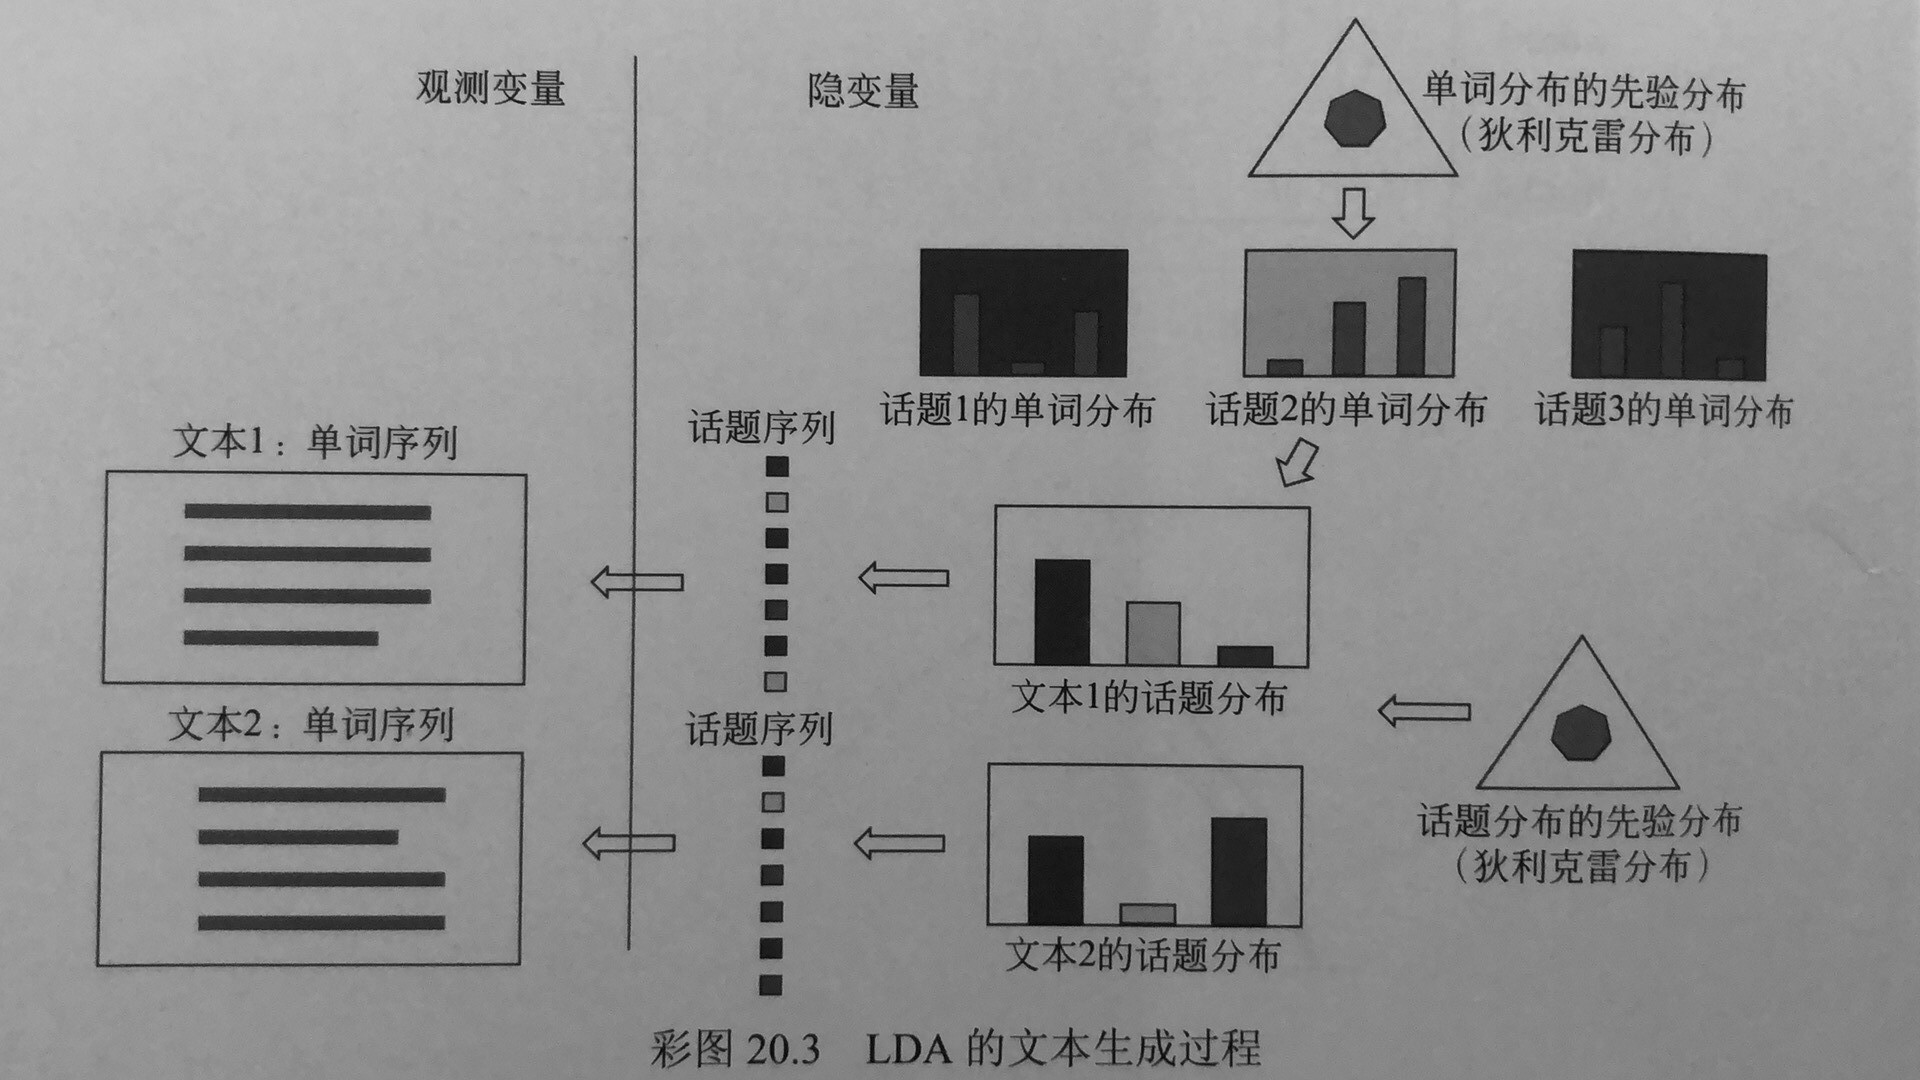 观测变量
隐变量
单词分布的先验分布
（狄利克雷分布）
话题1的单词分布
话题2的单词分布
话题3的单词分布
话题序列
文本1：单词序列
文本1的话题分布
文本2：单词序列
话题序列
话题分布的先验分布
（狄利克雷分布）
文本2的话题分布
彩图 20.3 LDA 的文本生成过程